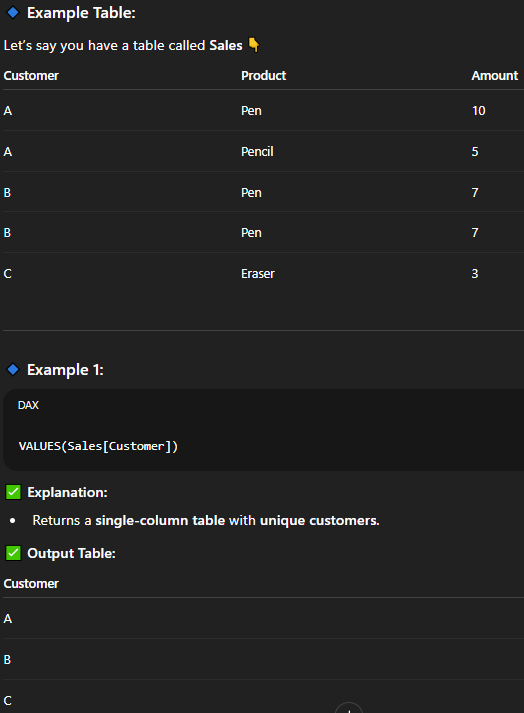 Example Table:
Let's say you have a table called Sales 👇
Customer Product Amount
A Pen 10
A Pencil 5
B Pen 7
B Pen 7
C Eraser 3
Example 1:
DAX
VALUES(Sales[Customer])
Explanation:
Returns a single-column table with unique customers.
Output Table:
Customer
A
B
C